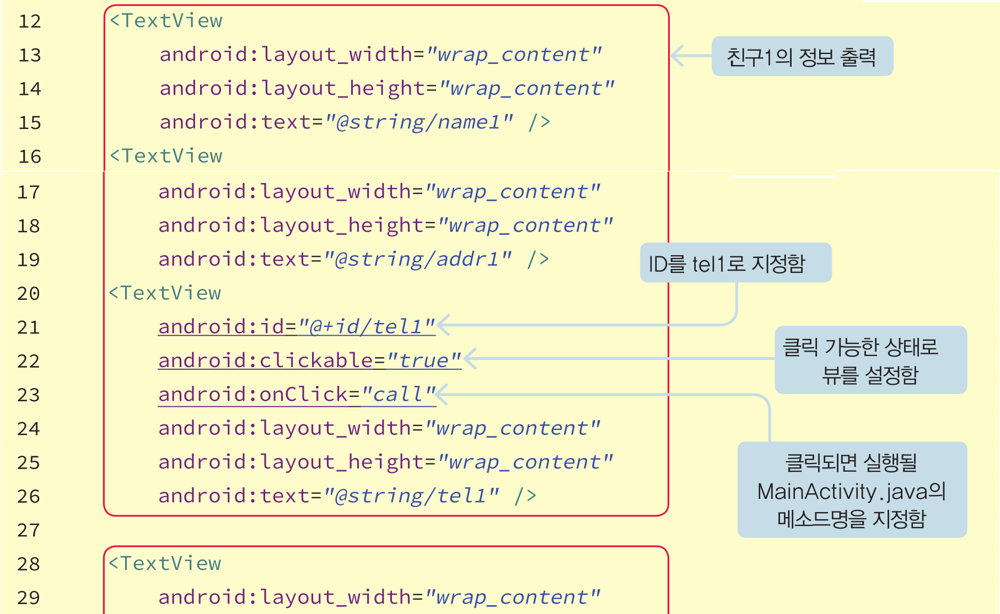 12 <TextView
13 android:layout_width="wrap_content"
친구1의 정보 출력
14 android:layout_height="wrap_content"
15 android:text="@string/name1" />
16 <TextView
17 android:layout_width="wrap_content"
18 android:layout_height="wrap_content"
19 android:text="@string/addr1" />
ID를 tel1로 지정함
20 <TextView
21 android:id="@+id/tel1"
22 android:clickable="true"
클릭 가능한 상태로
뷰를 설정함
23 android:onClick="call"
24 android:layout_width="wrap_content"
25 android:layout_height="wrap_content"
클릭되면 실행될
MainActivity.java의
메소드명을 지정함
26 android:text="@string/tel1" />
27
28 <TextView
29 android:layout_width="wrap_content"